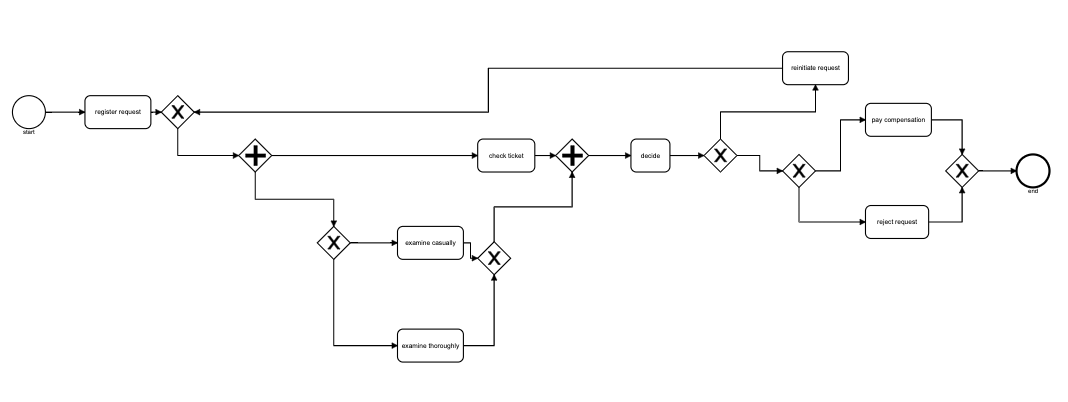 reinitiate request
start
register request
X
pay compensation
check ticket
decide
X
X
X
end
reject request
X
examine casually
X
examine thoroughly